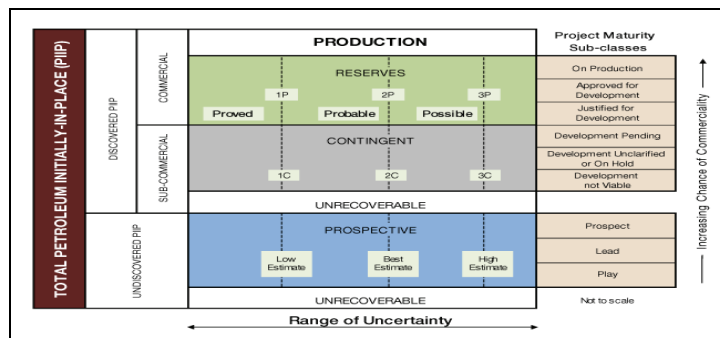 TOTAL PETROLEUM INITIALLY-IN-PLACE (PIIP)
DISCOVERED PIIP
UNDISCOVERED PIIP
COMMERCIAL
SUB-COMMERCIAL
PRODUCTION
RESERVES
1P 2P 3P
Proved Probable Possible
CONTINGENT
1C 2C 3C
UNRECOVERABLE
PROSPECTIVE
Low Estimate
Best Estimate
High Estimate
UNRECOVERABLE
Range of Uncertainty
Project Maturity
Sub-classes
On Production
Approved for
Development
Justified for
Development
Development Pending
Development Unclarified
or On Hold
Development
not Viable
Prospect
Lead
Play
Not to scale
Increasing Chance of Commerciality